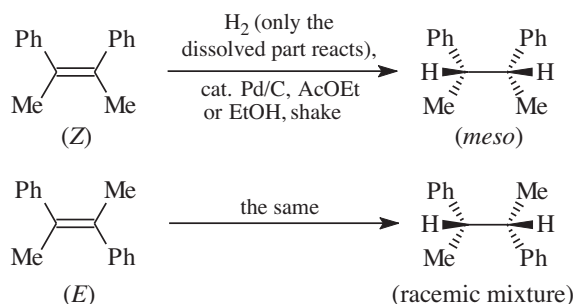 Ph Ph
Me Me
(Z)
H₂ (only the
dissolved part reacts),
cat. Pd/C, AcOEt
or EtOH, shake
Ph Ph
H H
Me Me
(meso)
Ph Me
Me Ph
(E)
the same
Ph Me
H H
Me Ph
(racemic mixture)